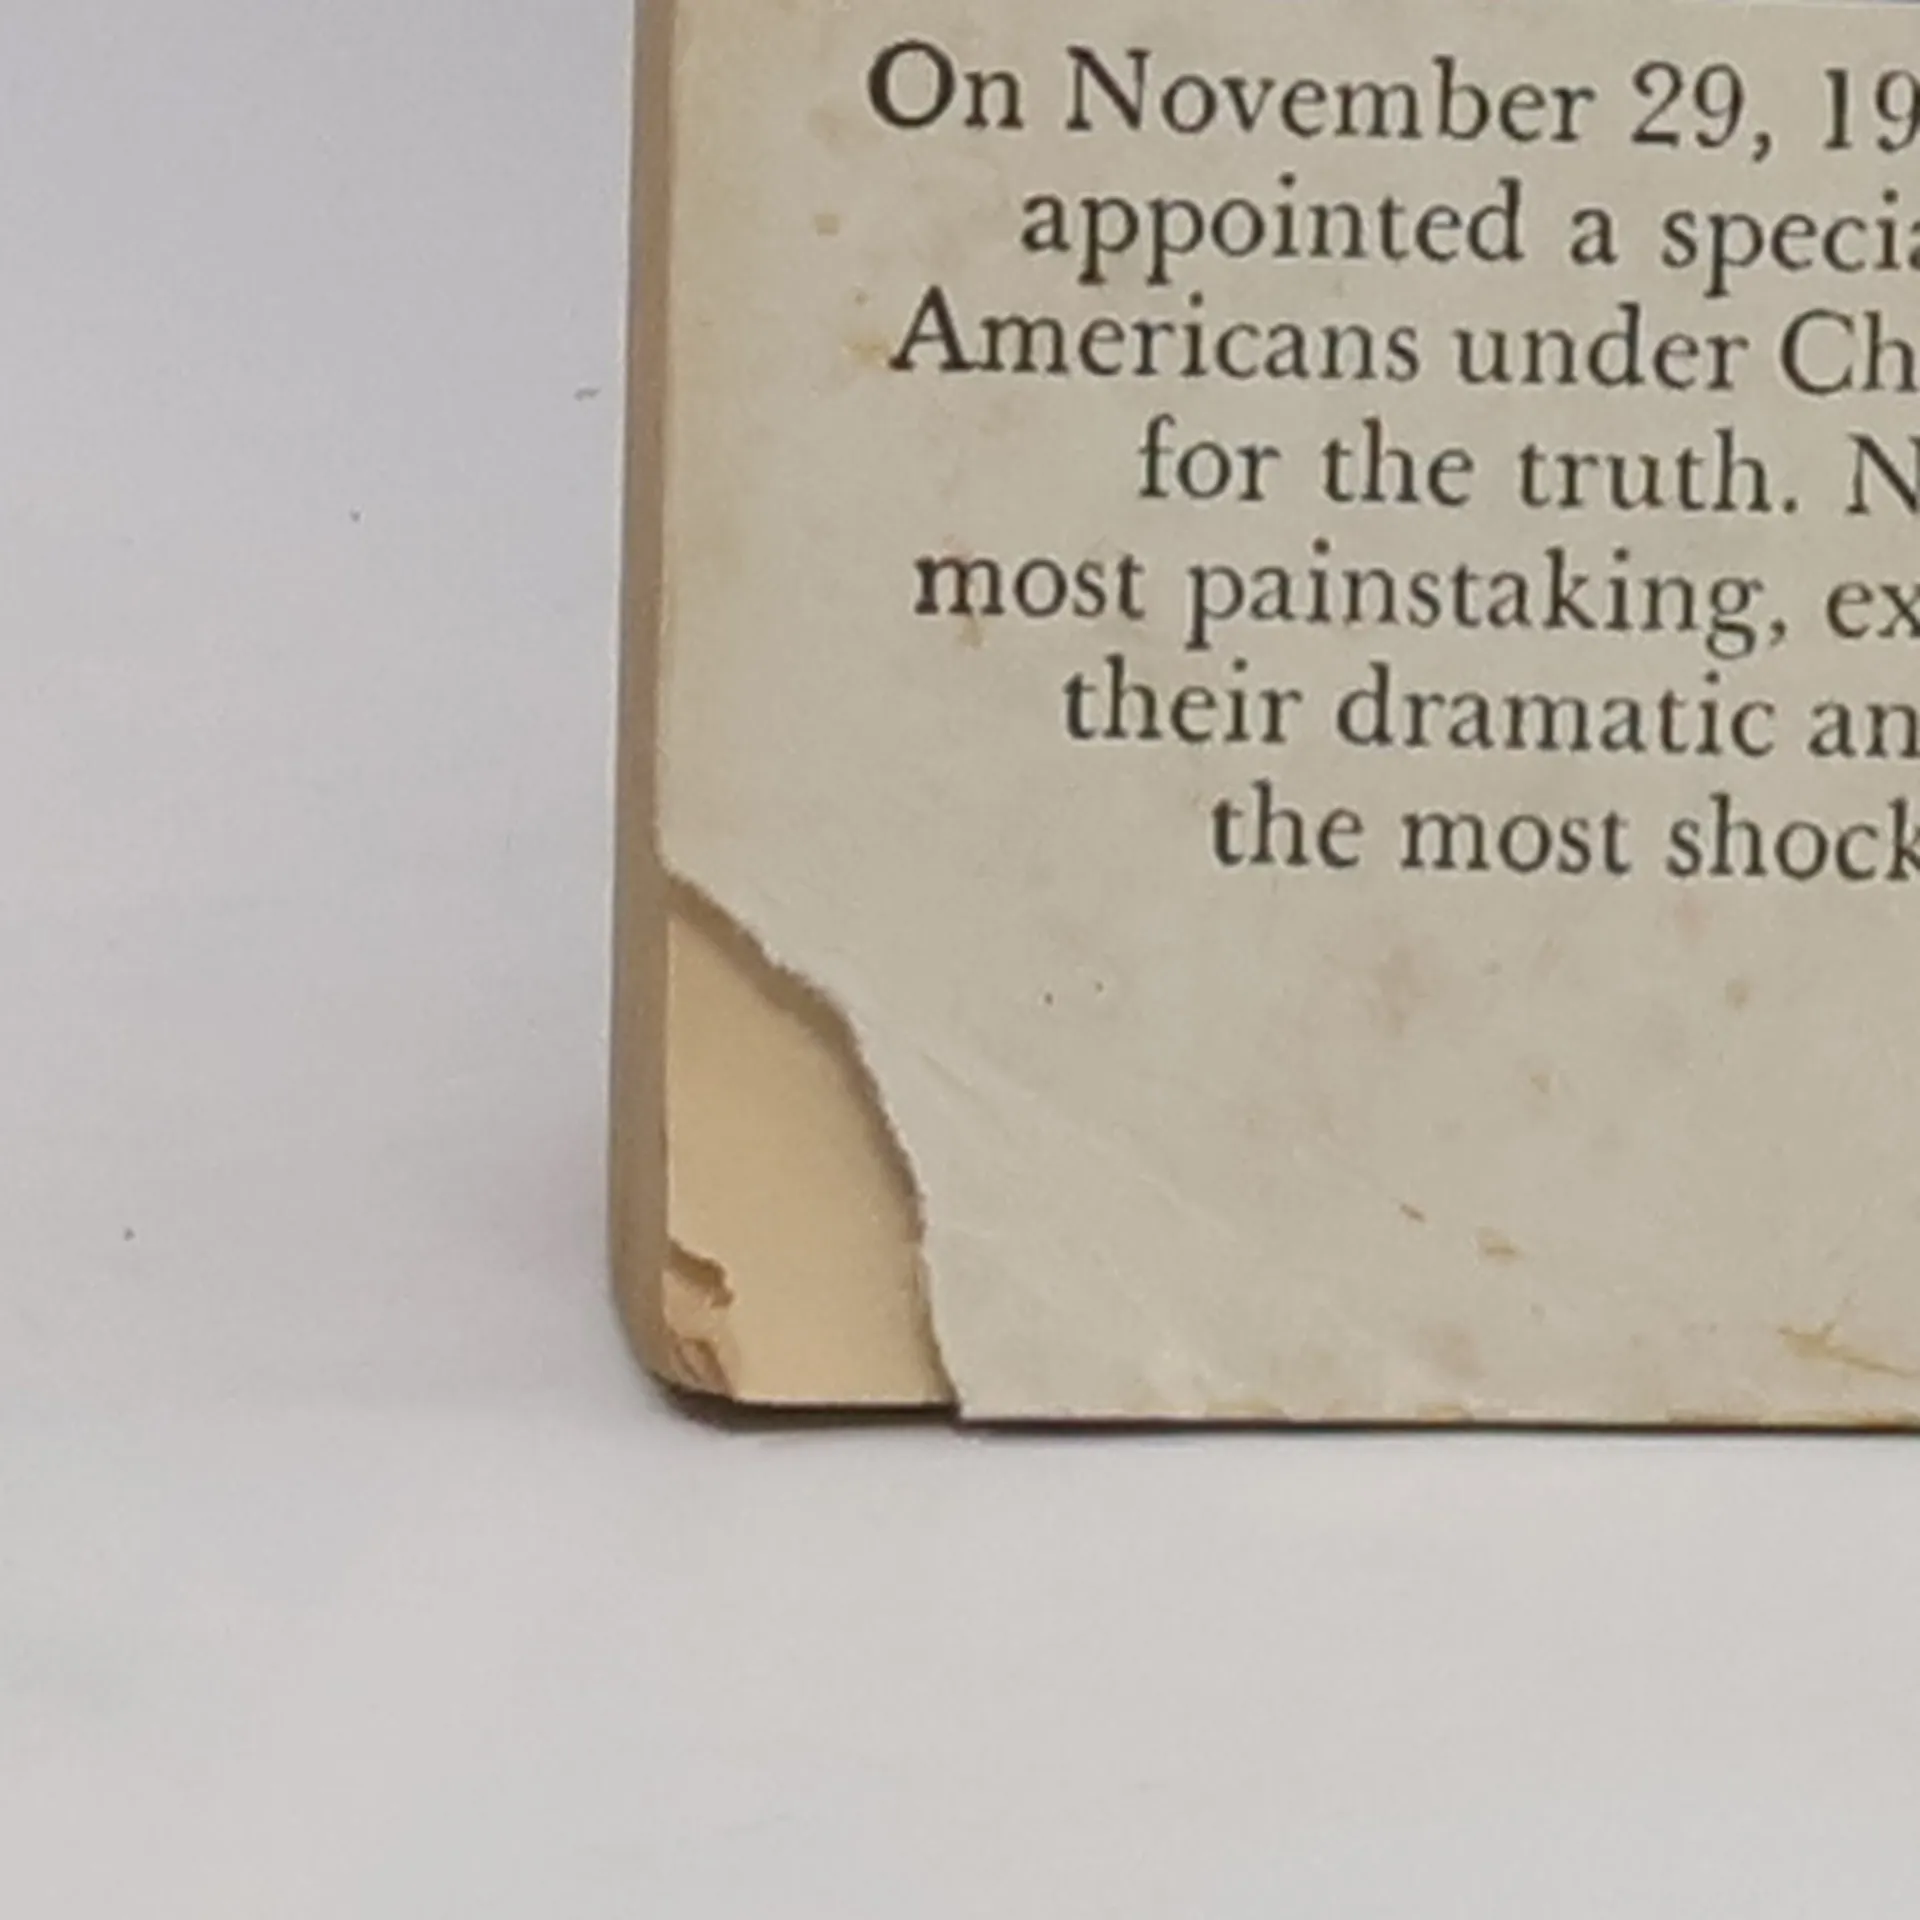 On November 29, 19
appointed a specia
Americans under Ch
for the truth. N
most painstaking, ex
their dramatic an
the most shock